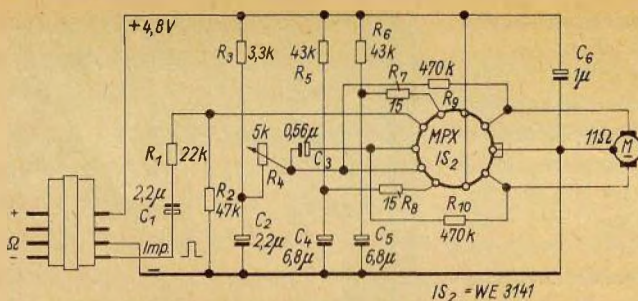 +4,8V
R3 3,3k
43k R5
R6 43k
R7 15
470k
C6 1μ
R9
MPX IS2
11Ω M
R1 22k
5k
0,56μ
C3
R4
2,2μ C1
R2 47k
C2 2,2μ
C4 6,8μ
15 R8
C5 6,8μ
R10 470k
+
Ω
−
Imp.
−
IS2 = WE 3141